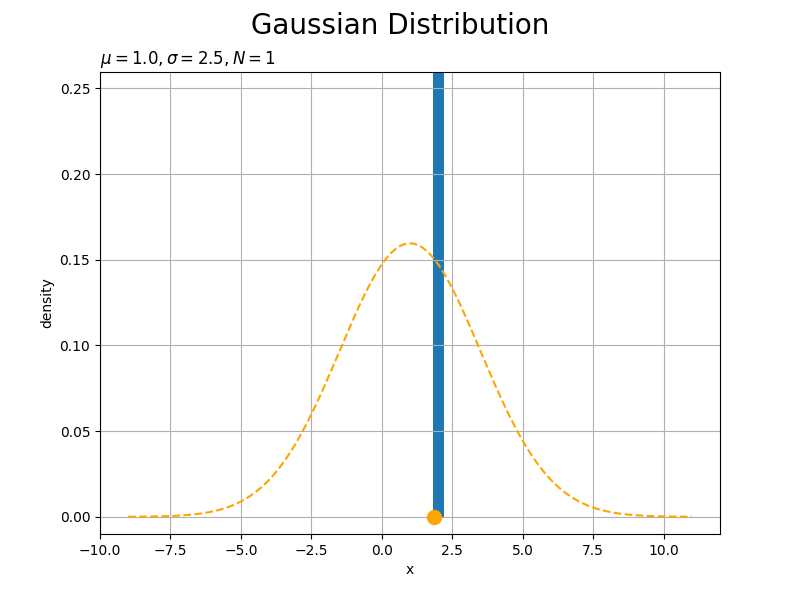 Gaussian Distribution
μ = 1.0, σ = 2.5, N = 1
0.25
0.20
0.15
0.10
0.05
0.00
density
−10.0 −7.5 −5.0 −2.5 0.0 2.5 5.0 7.5 10.0
x